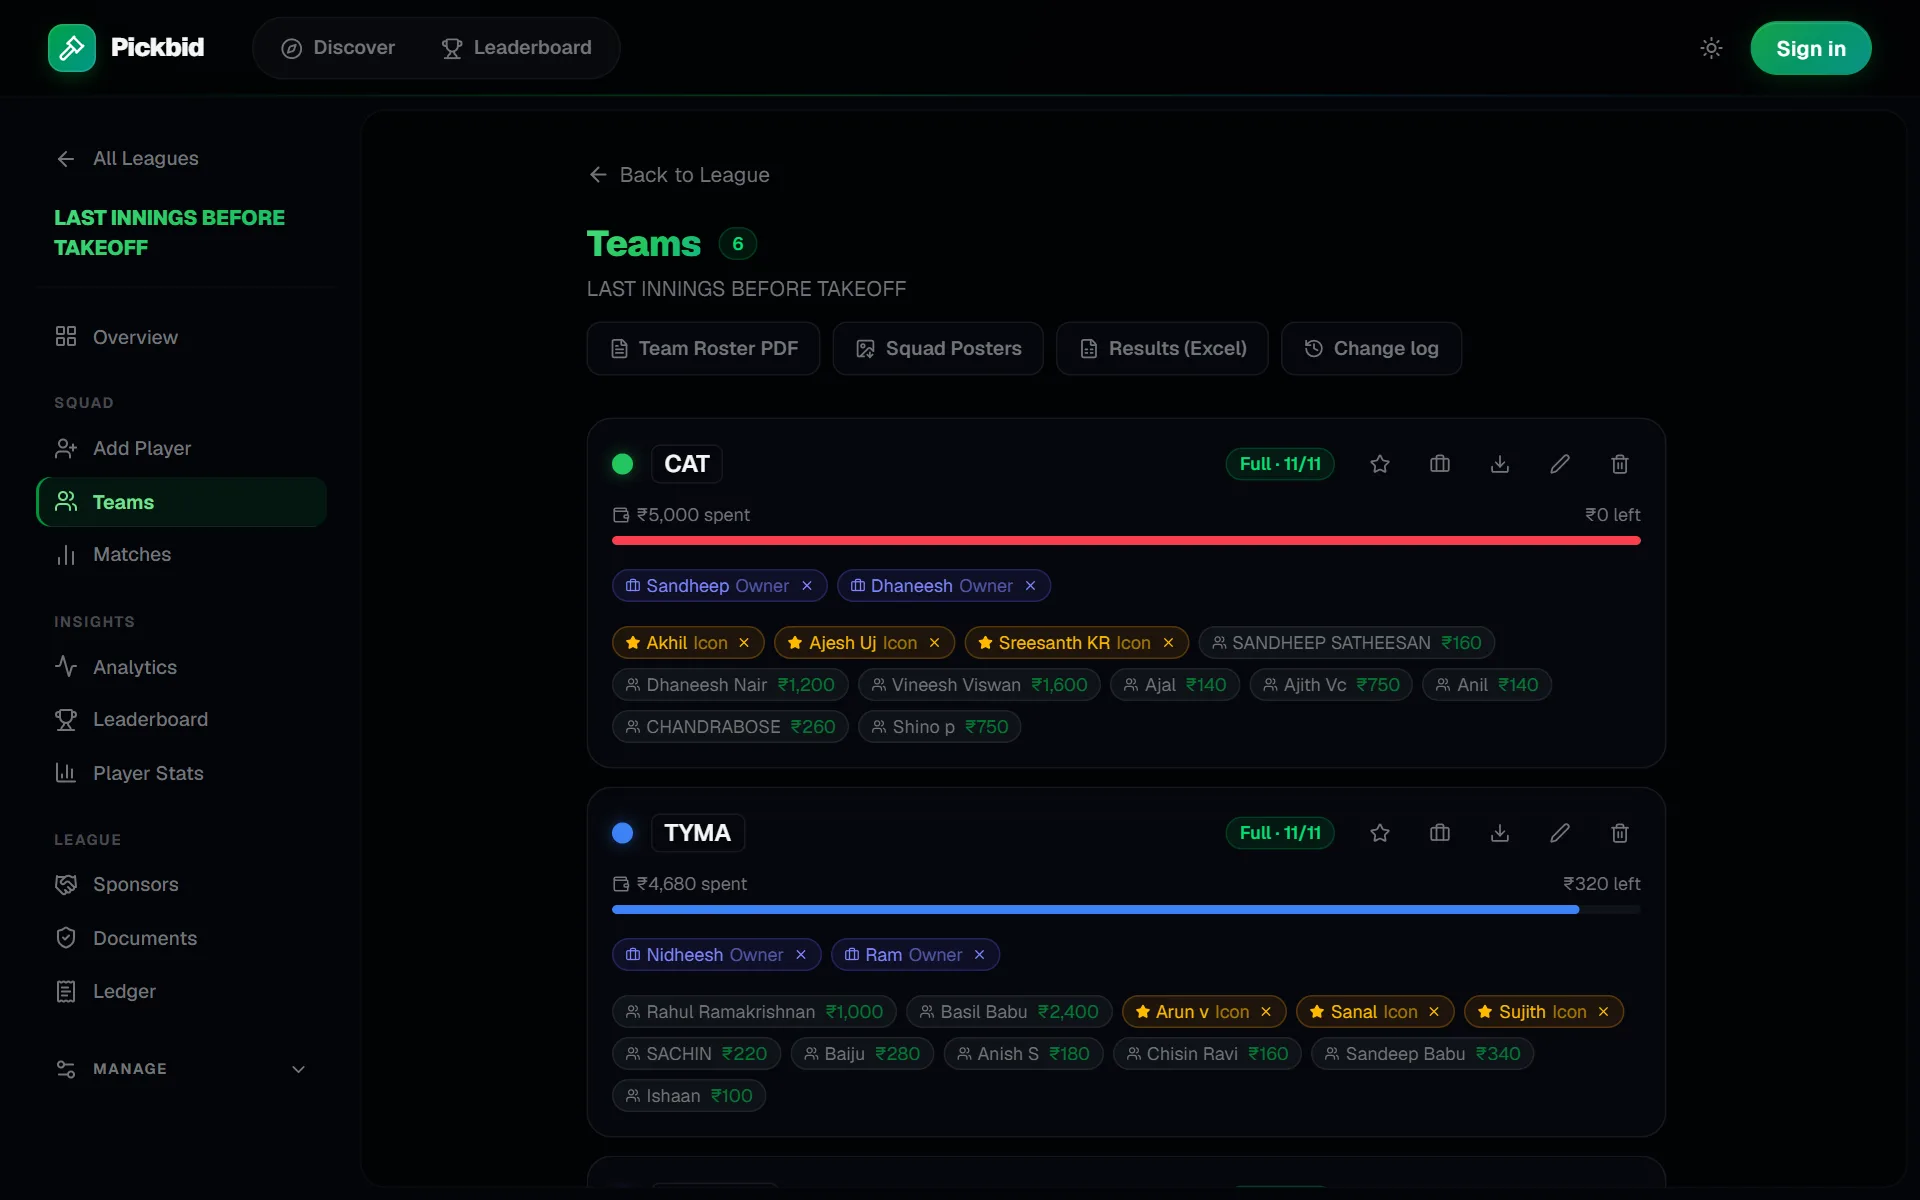 Pickbid
Discover
Leaderboard
Sign in
All Leagues
LAST INNINGS BEFORE
TAKEOFF
Overview
SQUAD
Add Player
Teams
Matches
INSIGHTS
Analytics
Leaderboard
Player Stats
LEAGUE
Sponsors
Documents
Ledger
MANAGE
Back to League
Teams 6
LAST INNINGS BEFORE TAKEOFF
Team Roster PDF
Squad Posters
Results (Excel)
Change log
CAT
Full · 11/11
₹5,000 spent
₹0 left
Sandheep Owner ×
Dhaneesh Owner ×
Akhil Icon ×
Ajesh Uj Icon ×
Sreesanth KR Icon ×
SANDHEEP SATHEESAN ₹160
Dhaneesh Nair ₹1,200
Vineesh Viswan ₹1,600
Ajal ₹140
Ajith Vc ₹750
Anil ₹140
CHANDRABOSE ₹260
Shino p ₹750
TYMA
Full · 11/11
₹4,680 spent
₹320 left
Nidheesh Owner ×
Ram Owner ×
Rahul Ramakrishnan ₹1,000
Basil Babu ₹2,400
Arun v Icon ×
Sanal Icon ×
Sujith Icon ×
SACHIN ₹220
Baiju ₹280
Anish S ₹180
Chisin Ravi ₹160
Sandeep Babu ₹340
Ishaan ₹100